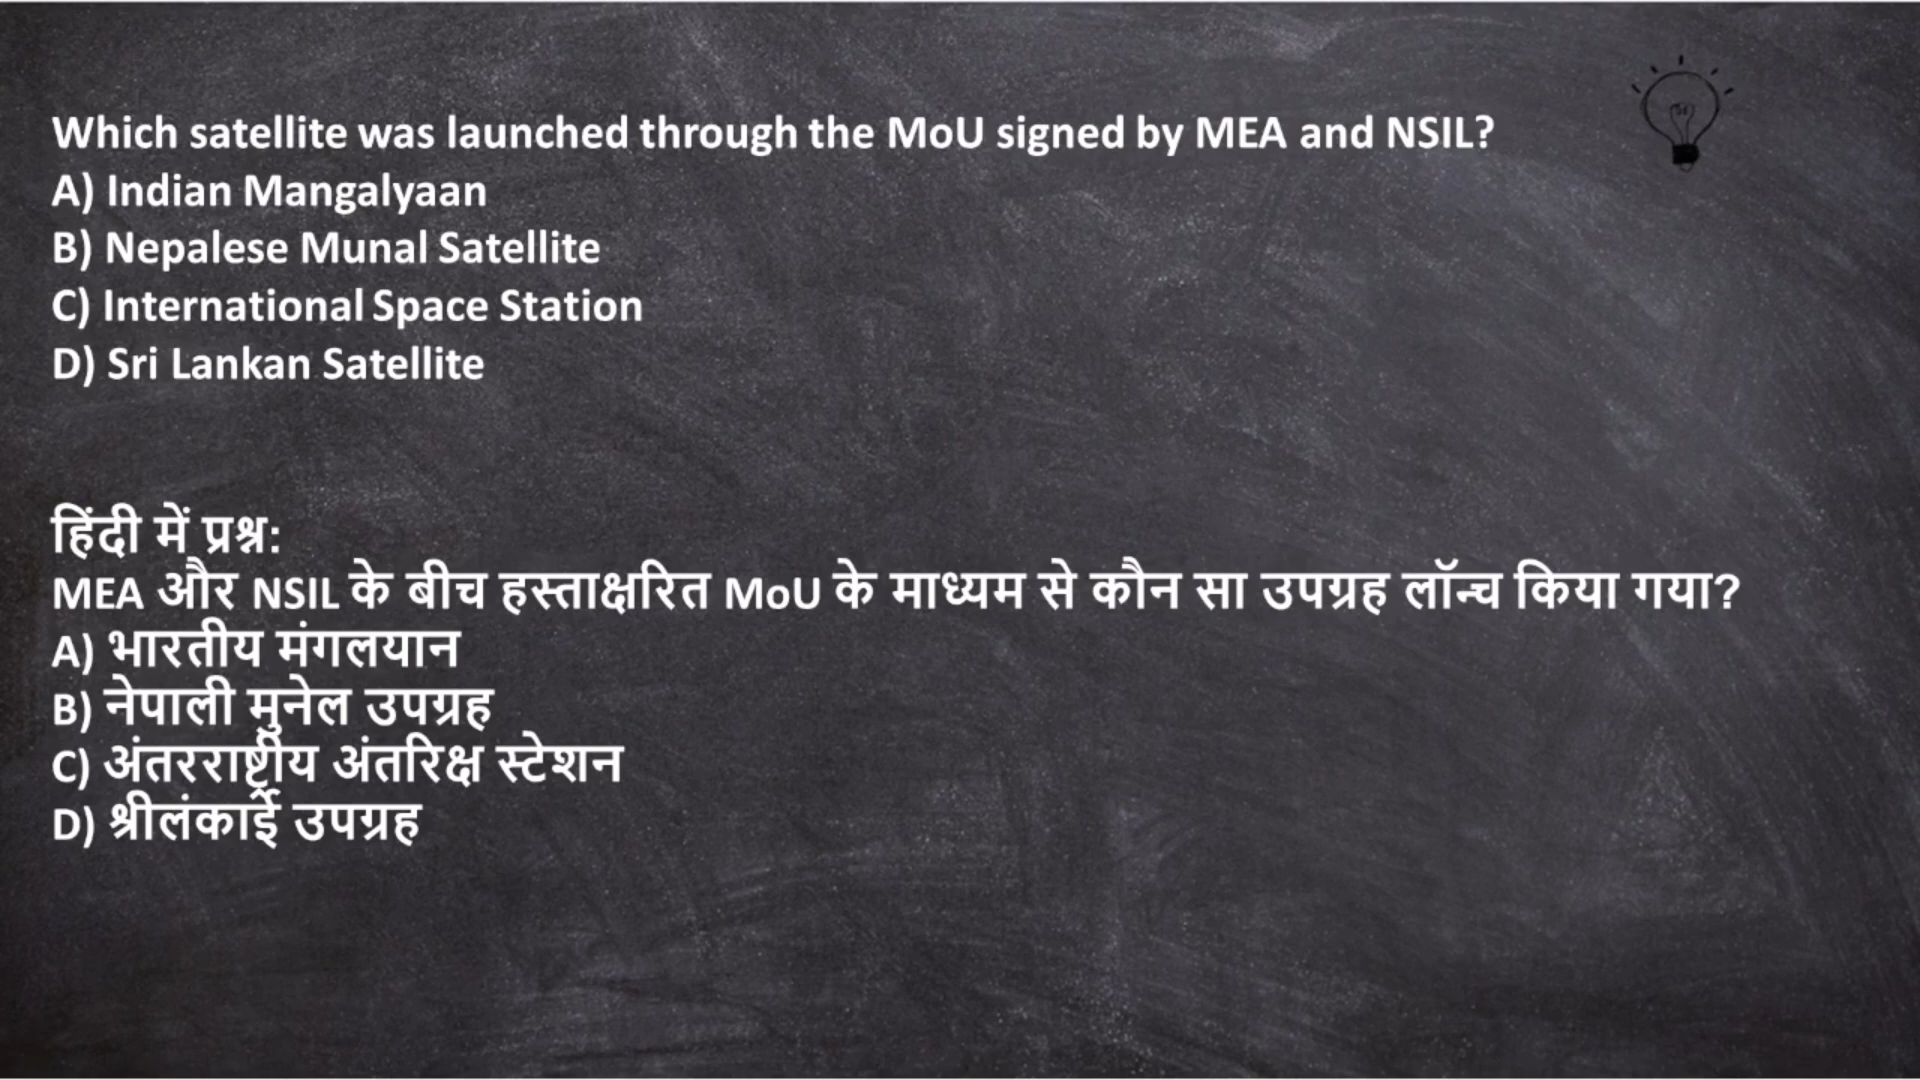 Which satellite was launched through the MoU signed by MEA and NSIL?
A) Indian Mangalyaan
B) Nepalese Munal Satellite
C) International Space Station
D) Sri Lankan Satellite
हिंदी में प्रश्न:
MEA और NSIL के बीच हस्ताक्षरित MoU के माध्यम से कौन सा उपग्रह लॉन्च किया गया?
A) भारतीय मंगलयान
B) नेपाली मुनेल उपग्रह
C) अंतरराष्ट्रीय अंतरिक्ष स्टेशन
D) श्रीलंकाई उपग्रह